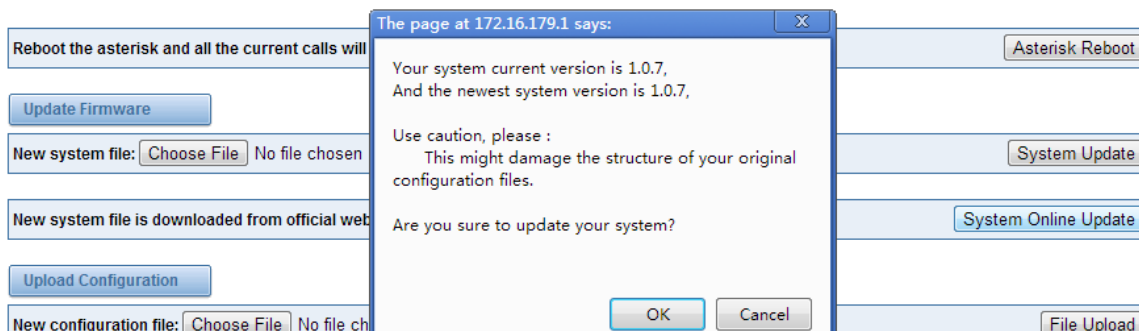 The page at 172.16.179.1 says:
Reboot the asterisk and all the current calls will
Asterisk Reboot
Your system current version is 1.0.7,
And the newest system version is 1.0.7,
Update Firmware
Use caution, please :
This might damage the structure of your original
configuration files.
New system file: Choose File No file chosen
System Update
New system file is downloaded from official web
Are you sure to update your system?
System Online Update
Upload Configuration
OK Cancel
New configuration file: Choose File No file ch
File Upload